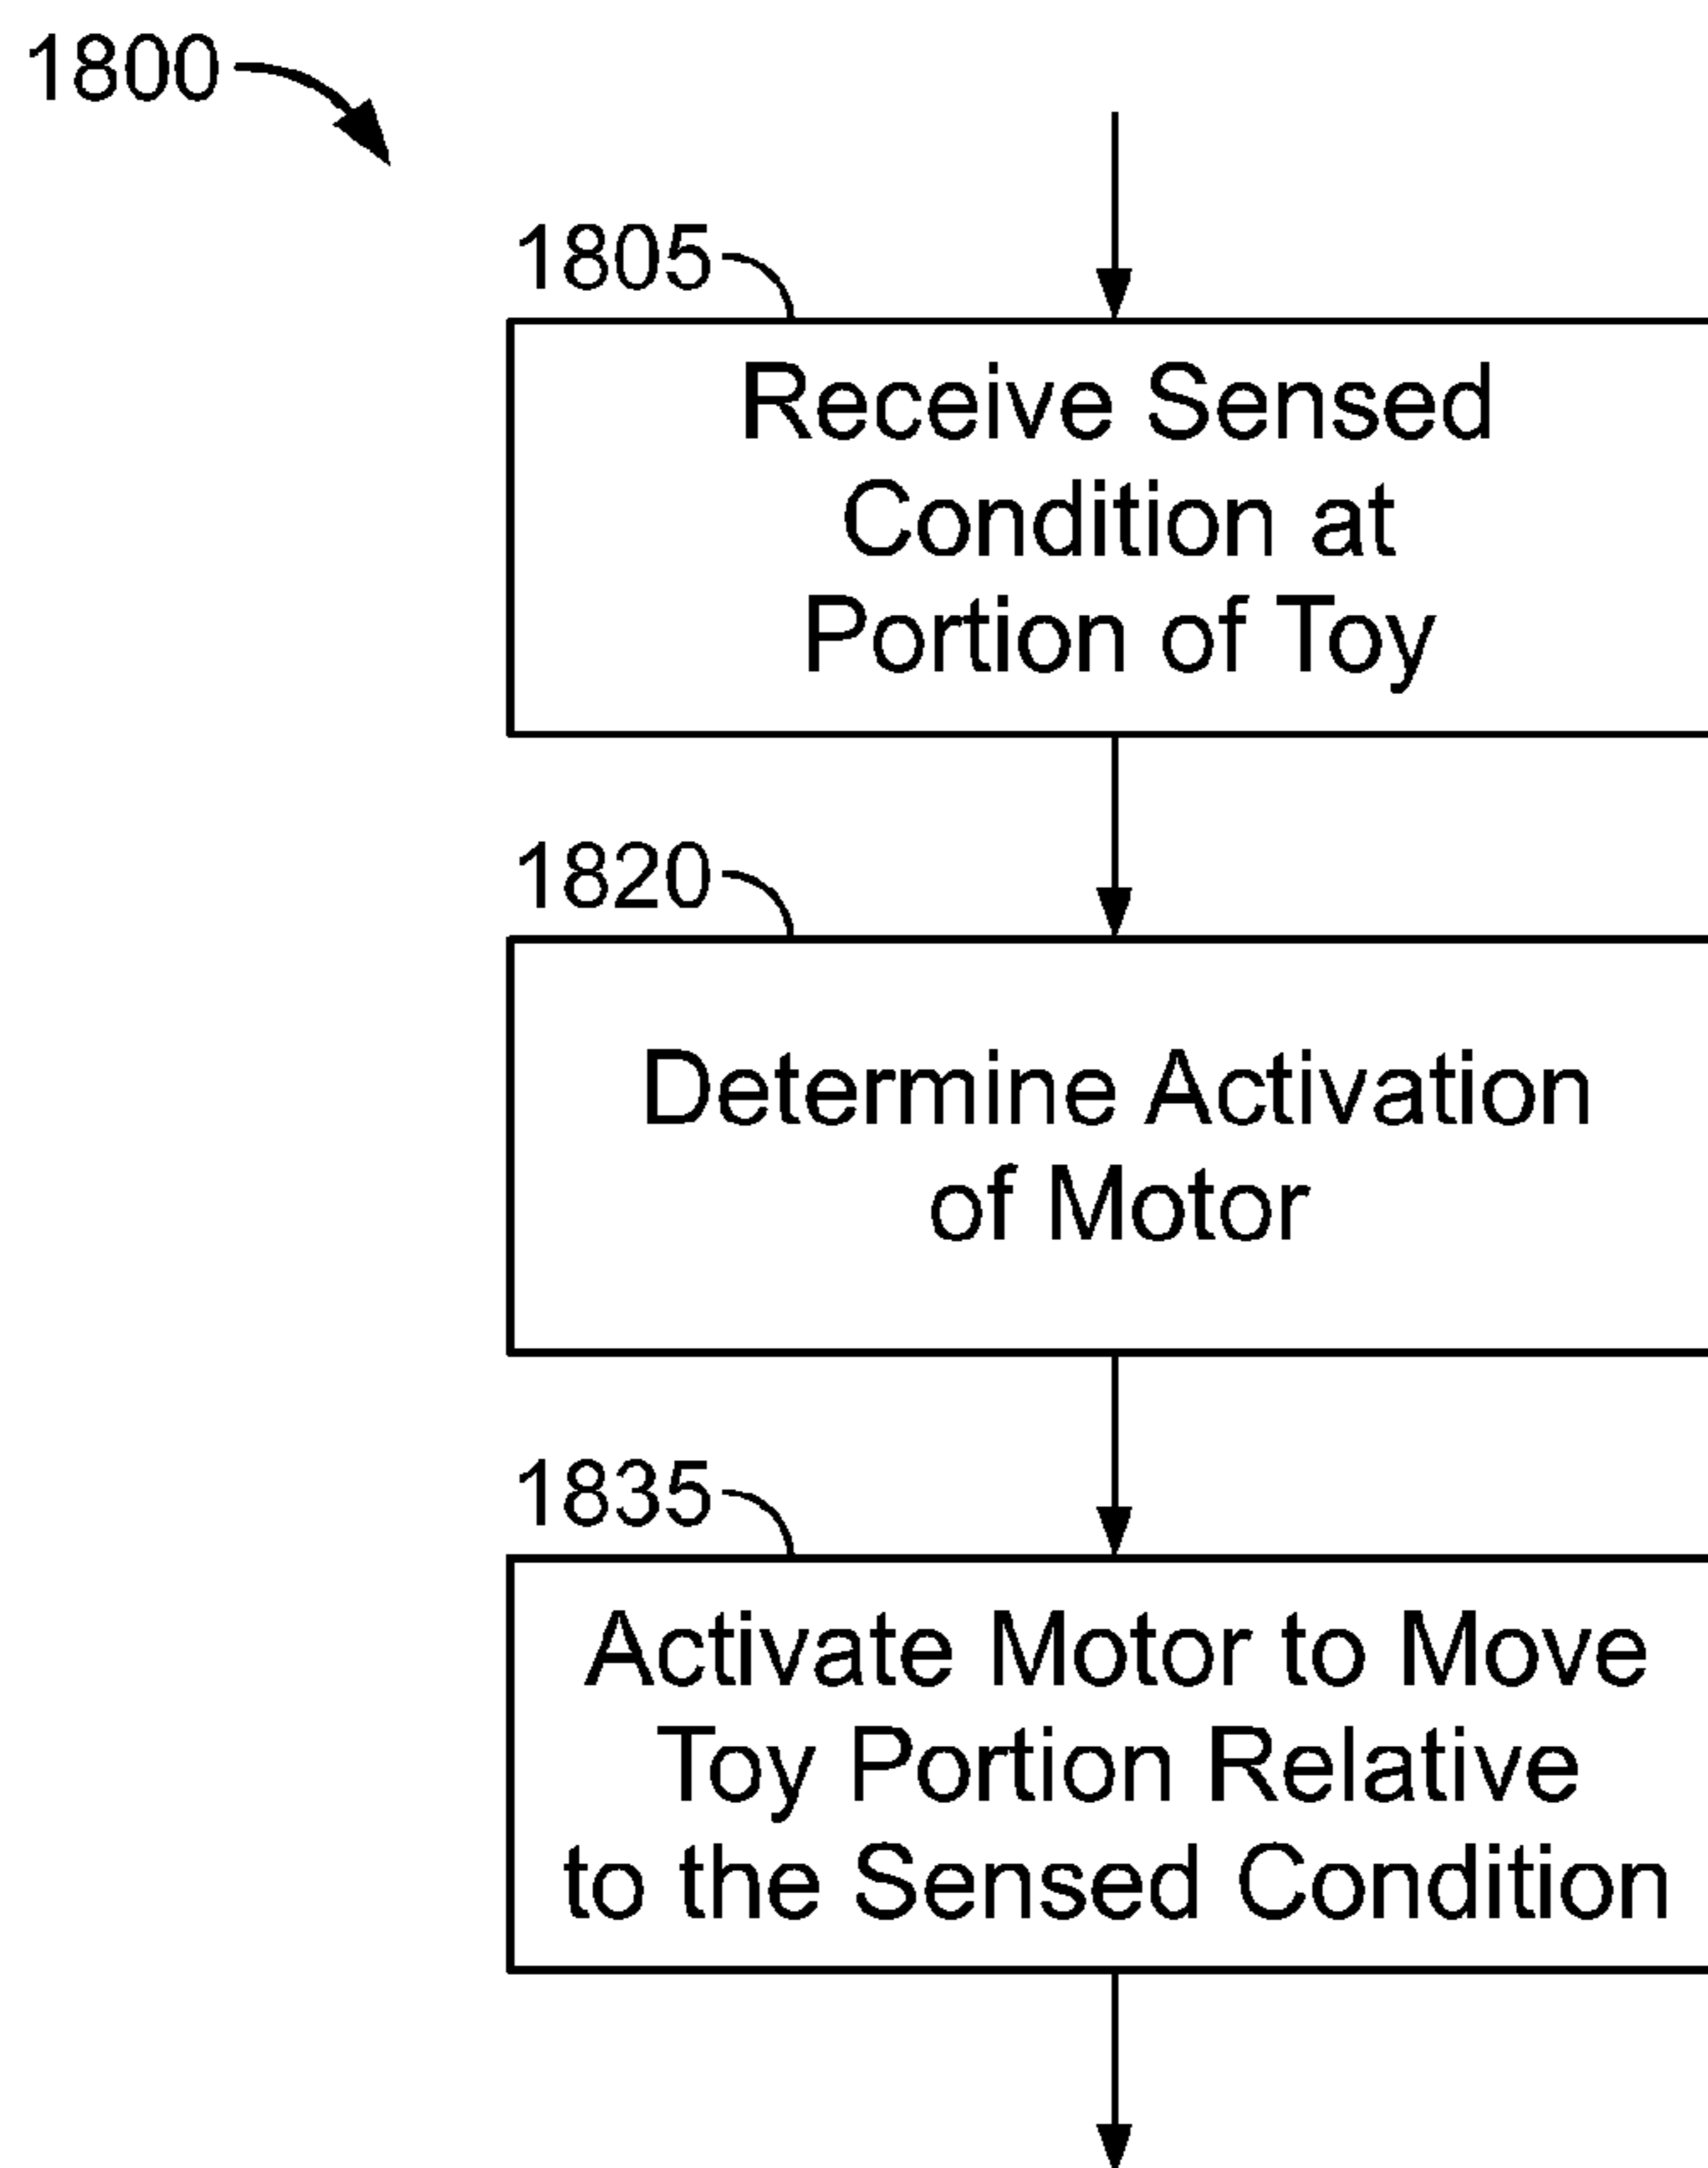 1800
1805
Receive Sensed
Condition at
Portion of Toy
1820
Determine Activation
of Motor
1835
Activate Motor to Move
Toy Portion Relative
to the Sensed Condition